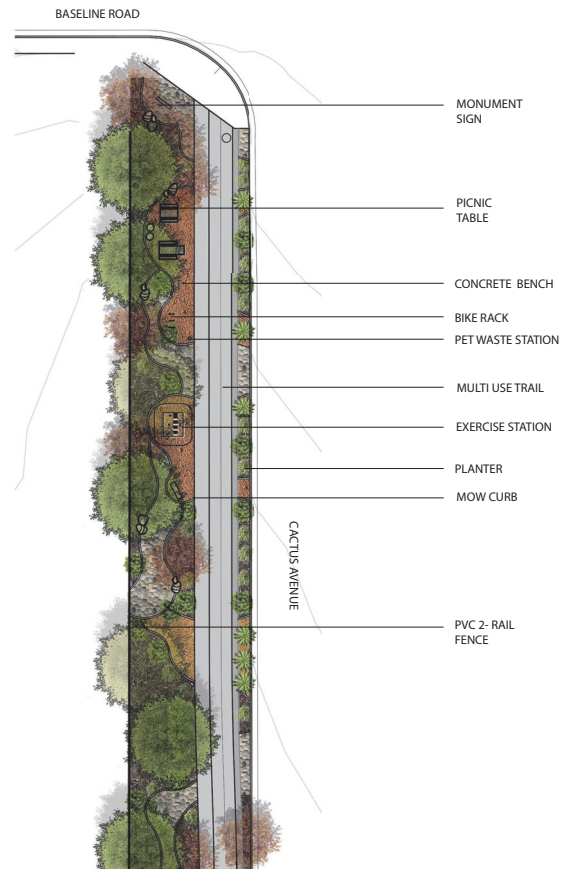 BASELINE ROAD
MONUMENT
SIGN
PICNIC
TABLE
CONCRETE BENCH
BIKE RACK
PET WASTE STATION
MULTI USE TRAIL
EXERCISE STATION
PLANTER
MOW CURB
CACTUS AVENUE
PVC 2- RAIL
FENCE